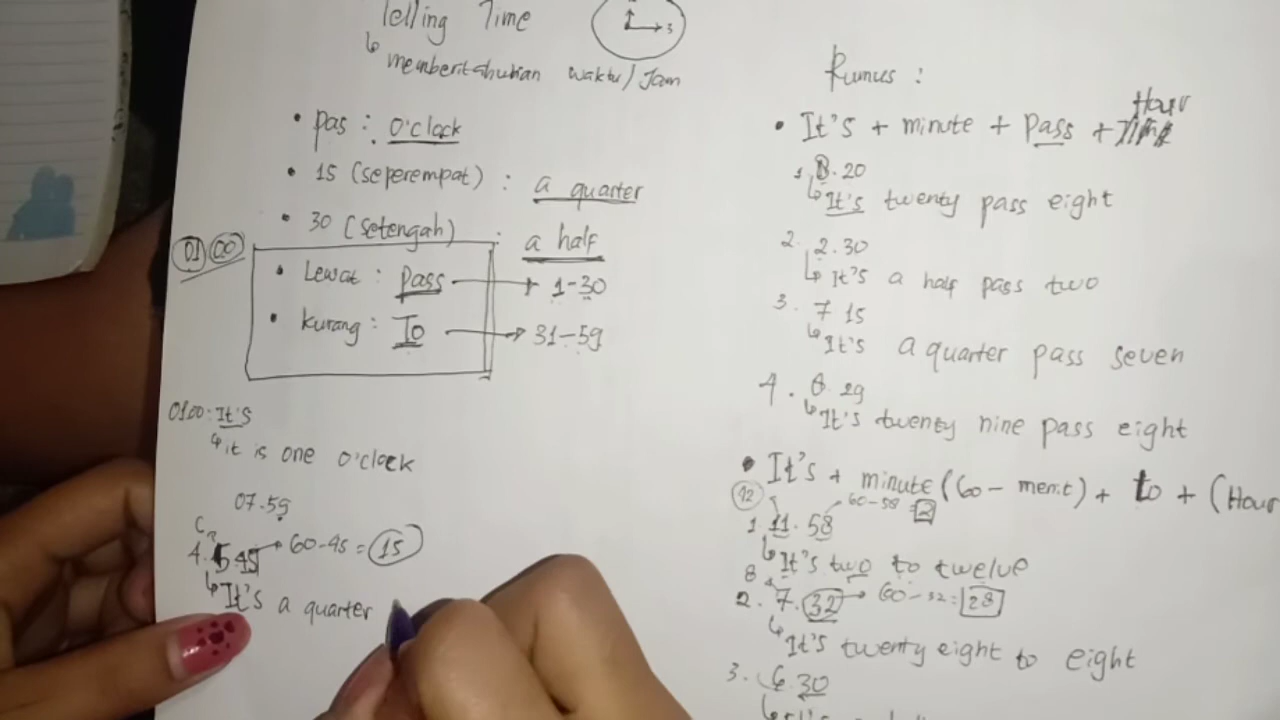 Telling Time
3
↳ memberitahukan waktu/Jam
• pas : O'clock
• 15 (seperempat) : a quarter
• 30 (setengah) : a half
01 00
• Lewat : pass → 1-30
• kurang : To → 31-59
0100: It's
↳ it is one o'clock
07.59
6
4. 5 45 → 60-45 = 15
↳ It's a quarter
Rumus :
Hour
• It's + minute + pass +
1. 8.20
↳ It's twenty pass eight
2. 2.30
↳ It's a half pass two
3. 7 15
↳ It's a quarter pass seven
4. 8.29
↳ It's twenty nine pass eight
• It's + minute (60 - menit) + to + (Hour
12 60-58 = 2
1. 11.58
↳ It's two to twelve
8
2. 7.32 → 60-32 = 28
↳ It's twenty eight to eight
3. 6.30